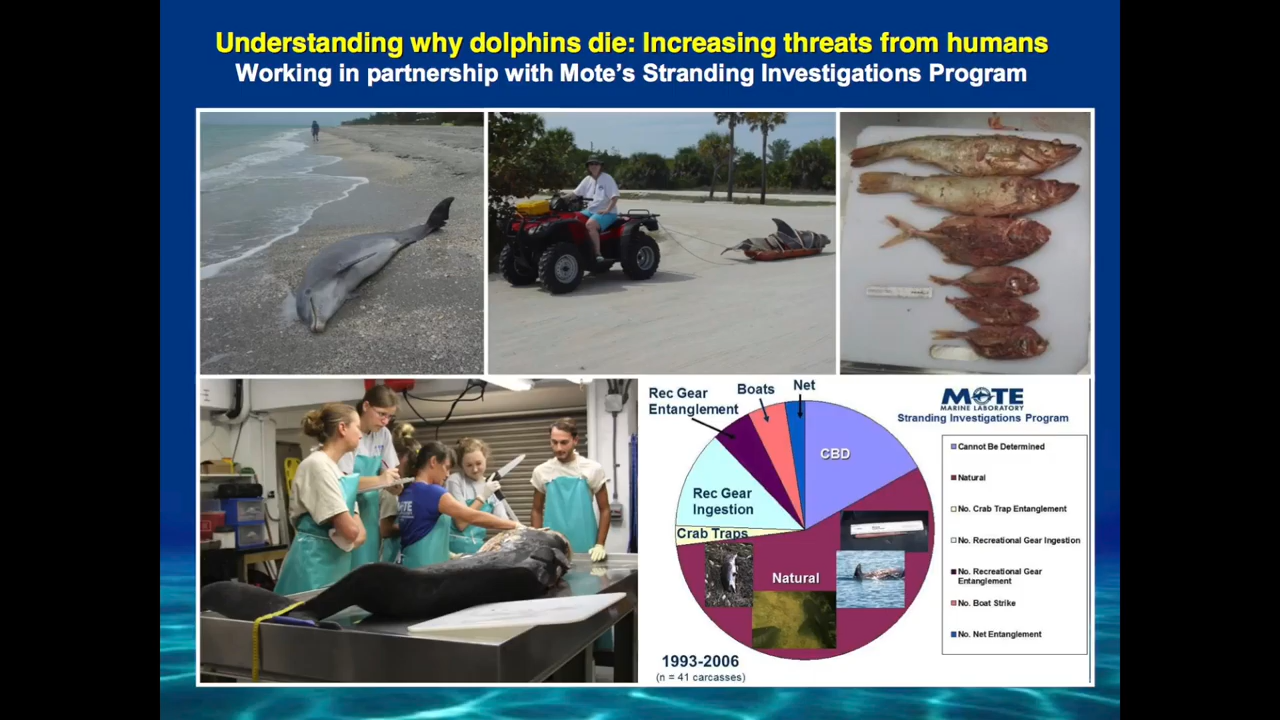 Understanding why dolphins die: Increasing threats from humans
Working in partnership with Mote's Stranding Investigations Program
Rec Gear
Entanglement
Boats
Net
CBD
Rec Gear
Ingestion
Crab Traps
Natural
1993-2006
(n = 41 carcasses)
MOTE
MARINE LABORATORY
Stranding Investigations Program
Cannot Be Determined
Natural
No. Crab Trap Entanglement
No. Recreational Gear Ingestion
No. Recreational Gear
Entanglement
No. Boat Strike
No. Net Entanglement
MOTE